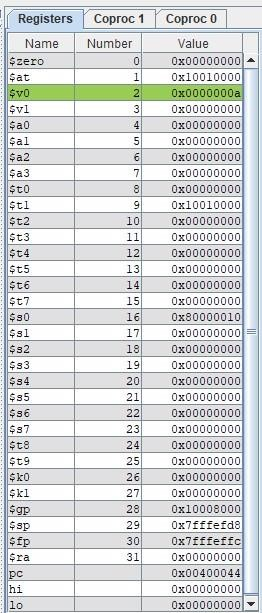 Registers Coproc 1 Coproc 0
Name Number Value
$zero 0 0x00000000
$at 1 0x10010000
$v0 2 0x0000000a
$v1 3 0x00000000
$a0 4 0x00000000
$a1 5 0x00000000
$a2 6 0x00000000
$a3 7 0x00000000
$t0 8 0x00000000
$t1 9 0x10010000
$t2 10 0x00000000
$t3 11 0x00000000
$t4 12 0x00000000
$t5 13 0x00000000
$t6 14 0x00000000
$t7 15 0x00000000
$s0 16 0x80000010
$s1 17 0x00000000
$s2 18 0x00000000
$s3 19 0x00000000
$s4 20 0x00000000
$s5 21 0x00000000
$s6 22 0x00000000
$s7 23 0x00000000
$t8 24 0x00000000
$t9 25 0x00000000
$k0 26 0x00000000
$k1 27 0x00000000
$gp 28 0x10008000
$sp 29 0x7fffefd8
$fp 30 0x7fffeffc
$ra 31 0x00000000
pc 0x00400044
hi 0x00000000
lo 0x00000000